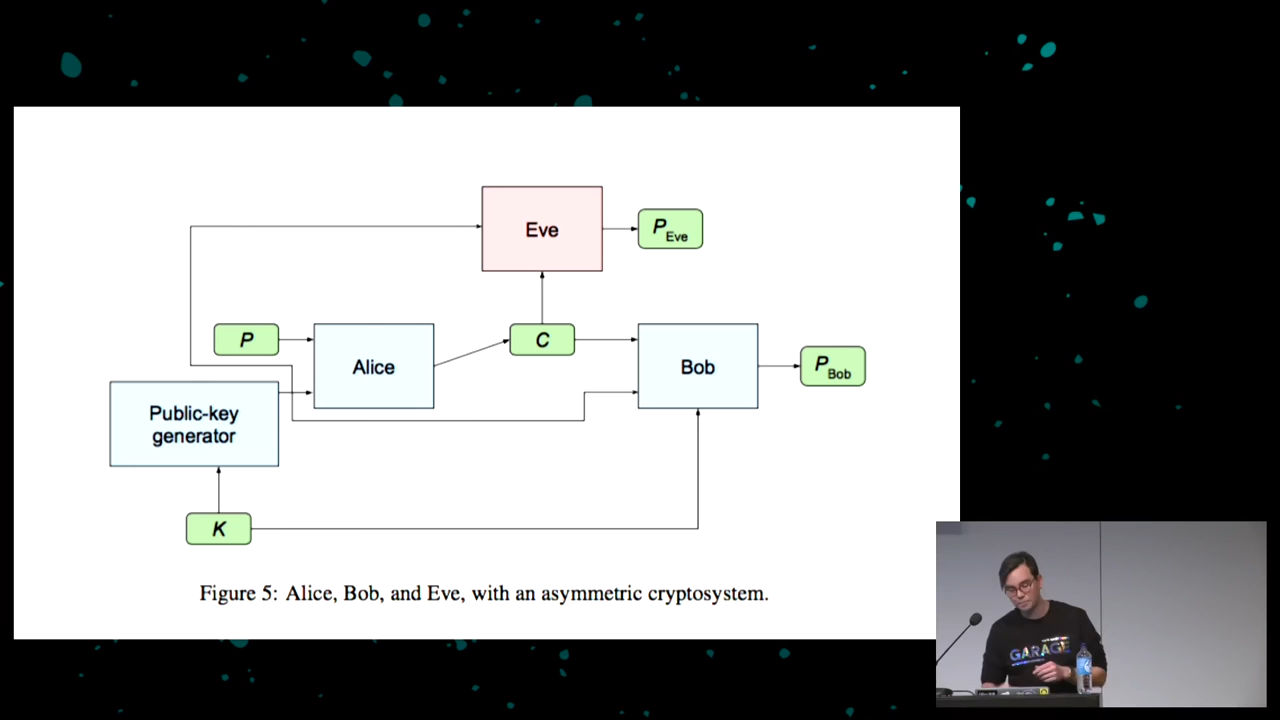 Eve
P Eve
P
Alice
C
Bob
P Bob
Public-key
generator
K
Figure 5: Alice, Bob, and Eve, with an asymmetric cryptosystem.
GARAGE